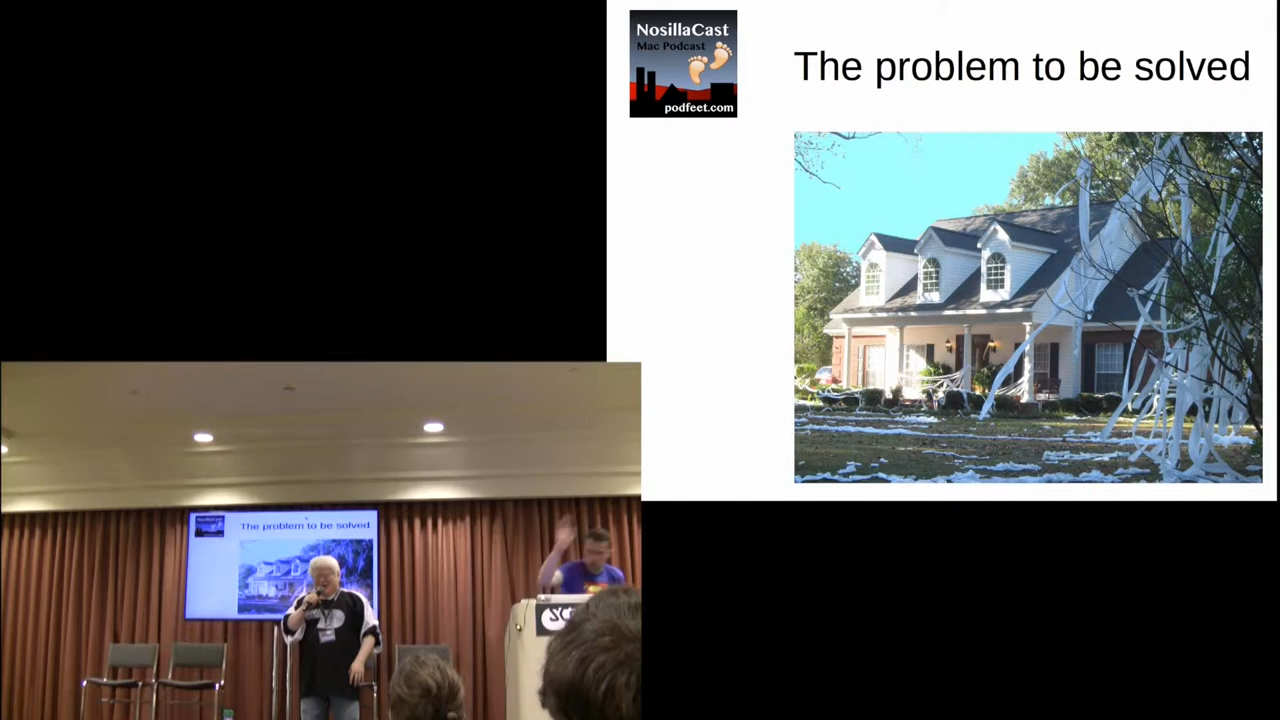 NosillaCast
Mac Podcast
podfeet.com
The problem to be solved
NosillaCast
The problem to be solved